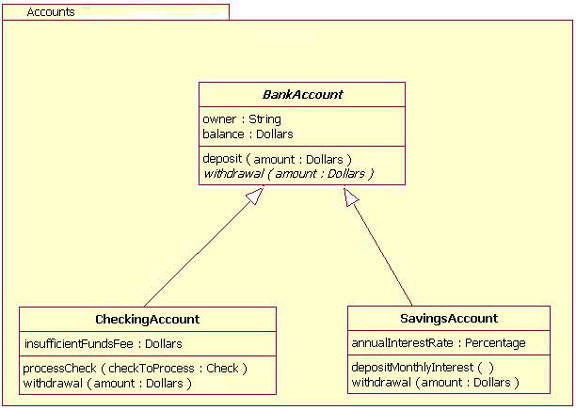 Accounts
BankAccount
owner : String
balance : Dollars
deposit ( amount : Dollars )
withdrawal ( amount : Dollars )
CheckingAccount
insufficientFundsFee : Dollars
processCheck ( checkToProcess : Check )
withdrawal ( amount : Dollars )
SavingsAccount
annualInterestRate : Percentage
depositMonthlyInterest ( )
withdrawal ( amount : Dollars )